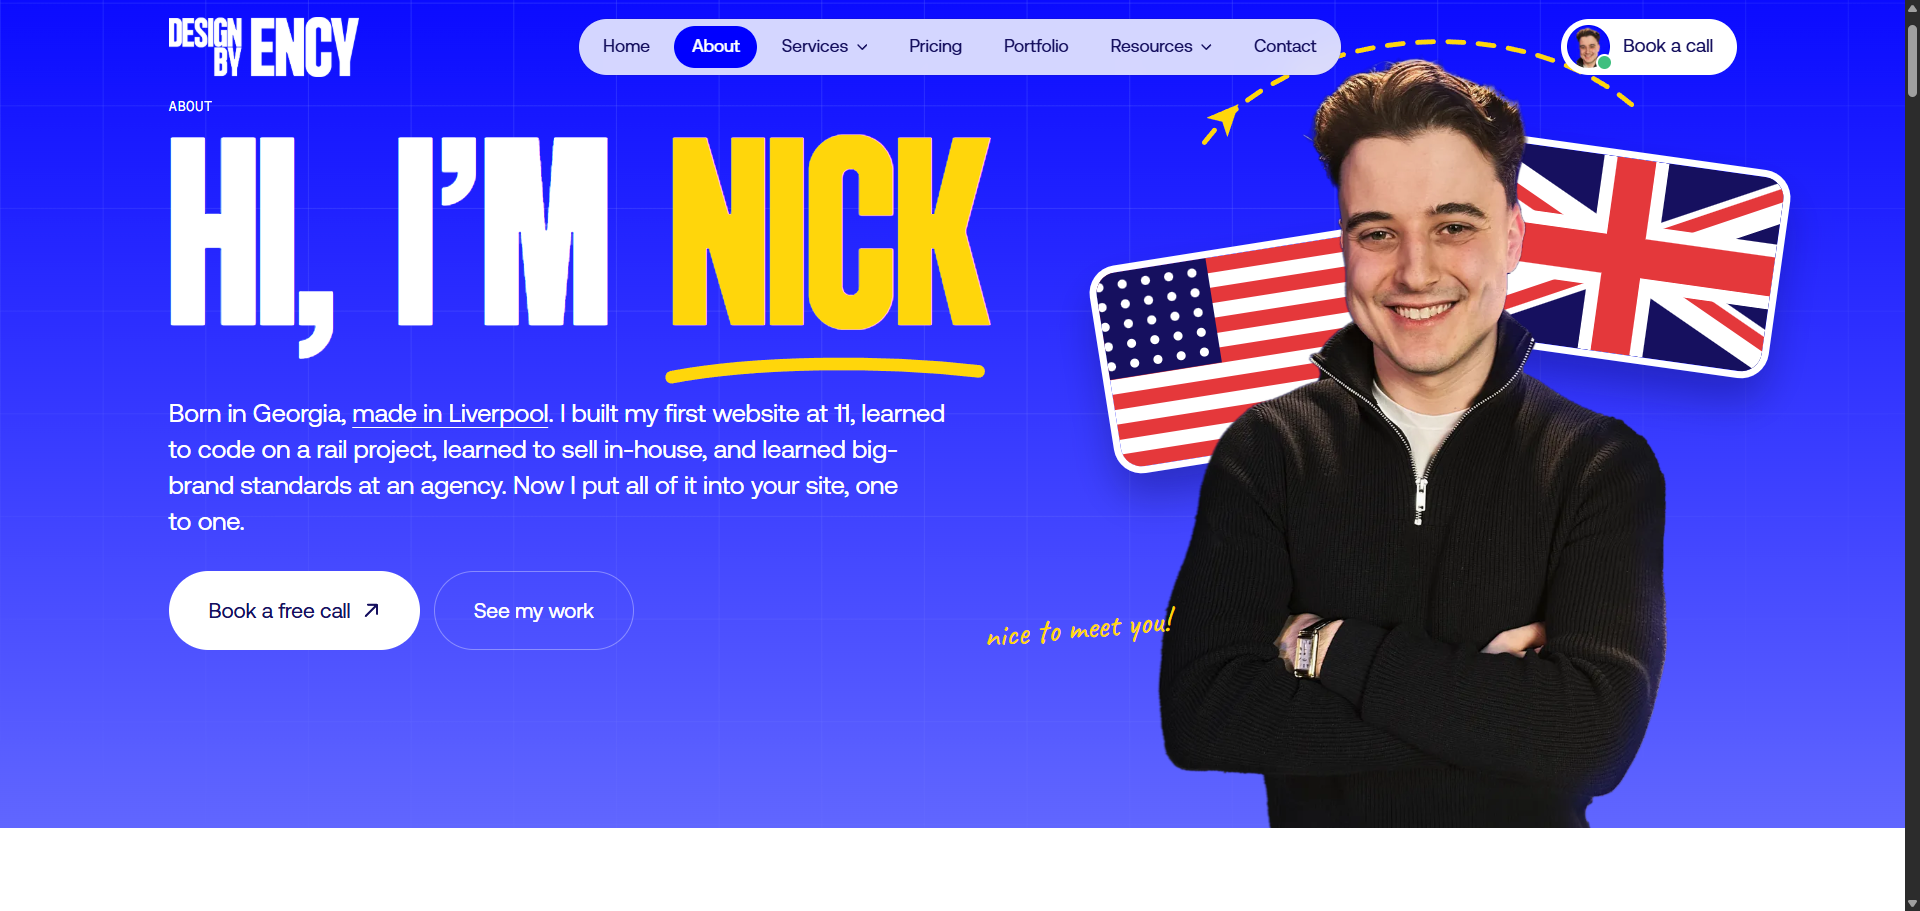 DESIGN BY ENCY
Home
About
Services
Pricing
Portfolio
Resources
Contact
Book a call
ABOUT
HI, I’M NICK
Born in Georgia, made in Liverpool. I built my first website at 11, learned
to code on a rail project, learned to sell in-house, and learned big-
brand standards at an agency. Now I put all of it into your site, one
to one.
Book a free call
See my work
nice to meet you!